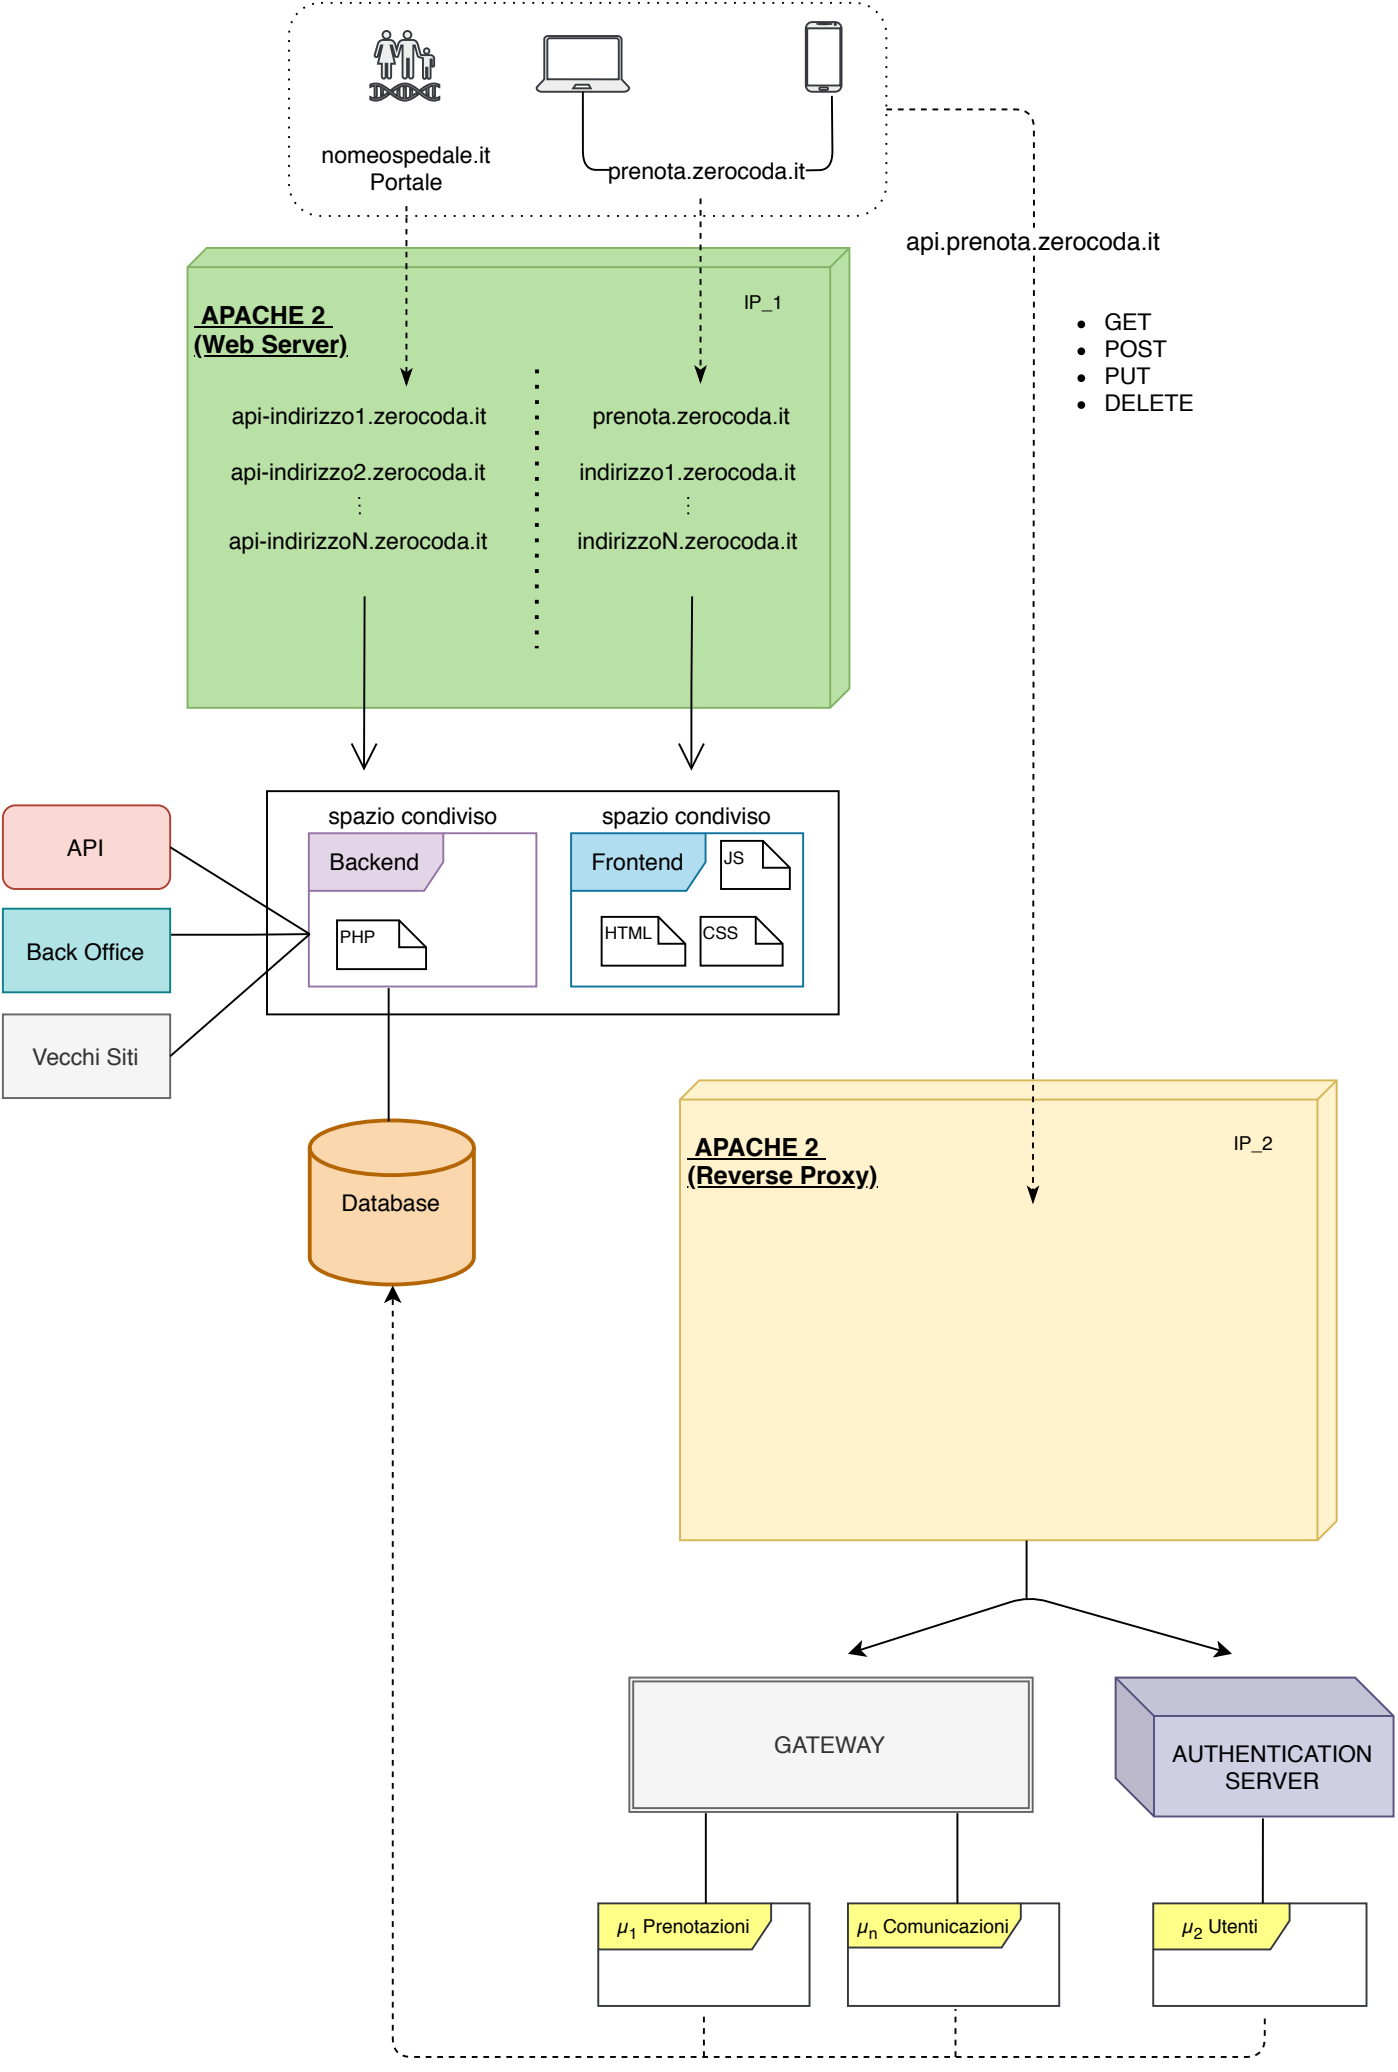 nomeospedale.it
Portale
prenota.zerocoda.it
api.prenota.zerocoda.it
• GET
• POST
• PUT
• DELETE
APACHE 2
(Web Server)
IP_1
api-indirizzo1.zerocoda.it
api-indirizzo2.zerocoda.it
⋮
api-indirizzoN.zerocoda.it
prenota.zerocoda.it
indirizzo1.zerocoda.it
⋮
indirizzoN.zerocoda.it
API
Back Office
Vecchi Siti
spazio condiviso
Backend
PHP
spazio condiviso
Frontend
JS
HTML
CSS
Database
APACHE 2
(Reverse Proxy)
IP_2
GATEWAY
AUTHENTICATION
SERVER
μ1 Prenotazioni
μn Comunicazioni
μ2 Utenti